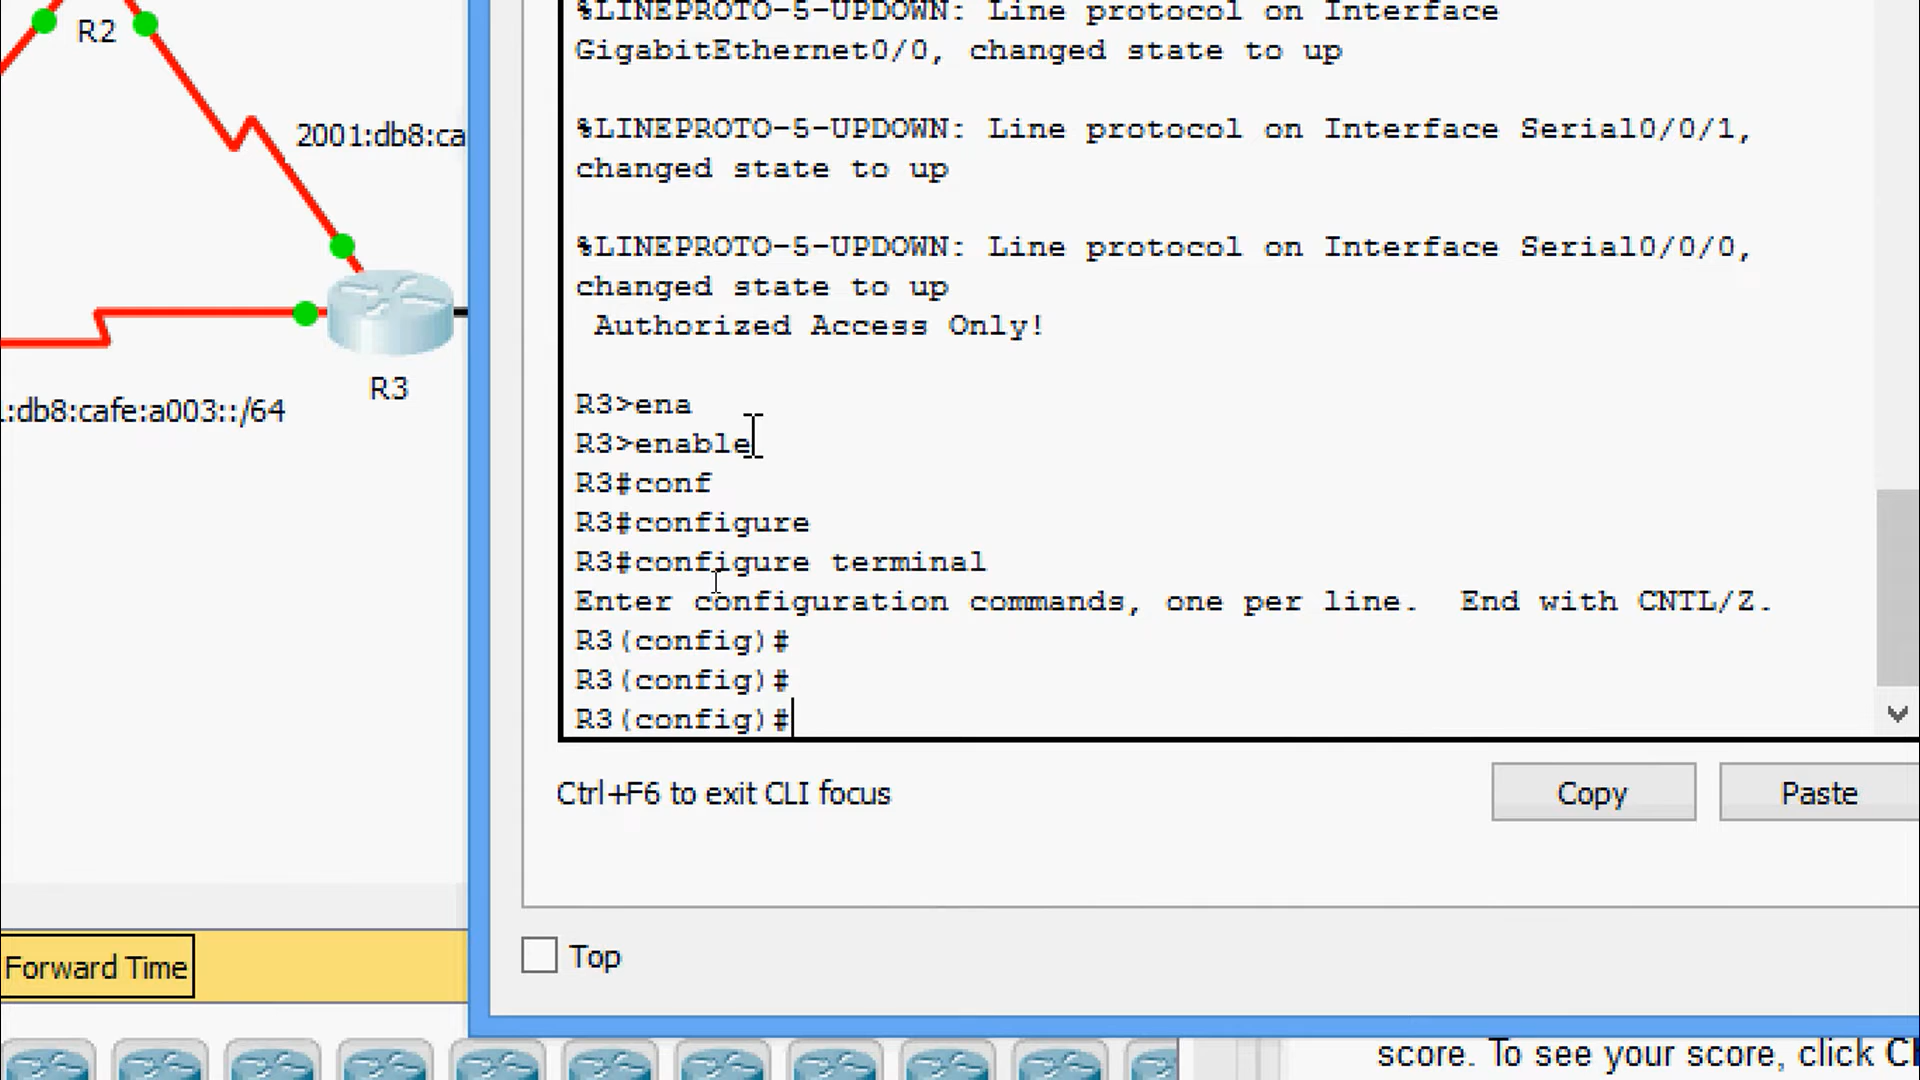 R2
2001:db8:ca
R3
:db8:cafe:a003::/64
%LINEPROTO-5-UPDOWN: Line protocol on Interface
GigabitEthernet0/0, changed state to up
%LINEPROTO-5-UPDOWN: Line protocol on Interface Serial0/0/1,
changed state to up
%LINEPROTO-5-UPDOWN: Line protocol on Interface Serial0/0/0,
changed state to up
Authorized Access Only!
R3>ena
R3>enable
R3#conf
R3#configure
R3#configure terminal
Enter configuration commands, one per line.  End with CNTL/Z.
R3(config)#
R3(config)#
R3(config)#
Ctrl+F6 to exit CLI focus
Copy
Paste
Top
Forward Time
score. To see your score, click